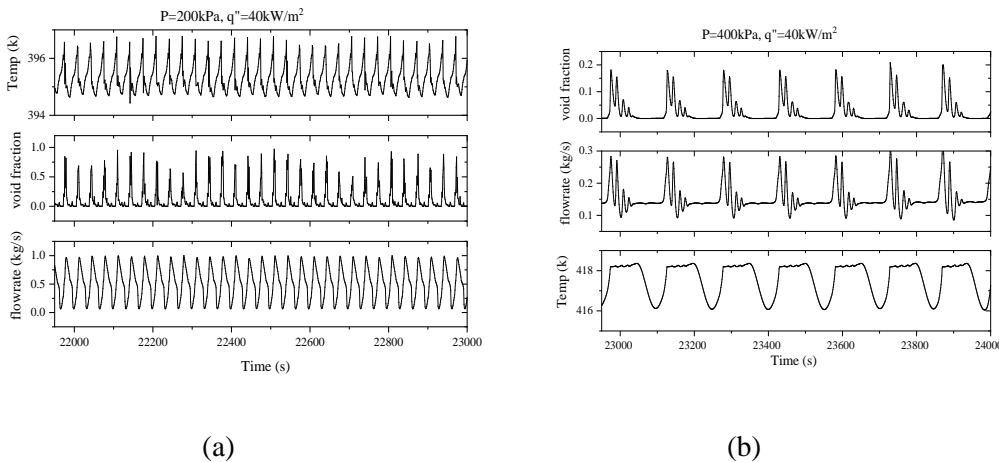 P=200kPa, q"=40kW/m²
Temp (k)
396
394
void fraction
1.0
0.5
0.0
flowrate (kg/s)
1.0
0.5
0.0
22000 22200 22400 22600 22800 23000
Time (s)
(a)
P=400kPa, q"=40kW/m²
void fraction
0.2
0.1
0.0
flowrate (kg/s)
0.3
0.2
0.1
Temp (k)
418
416
23000 23200 23400 23600 23800 24000
Time (s)
(b)